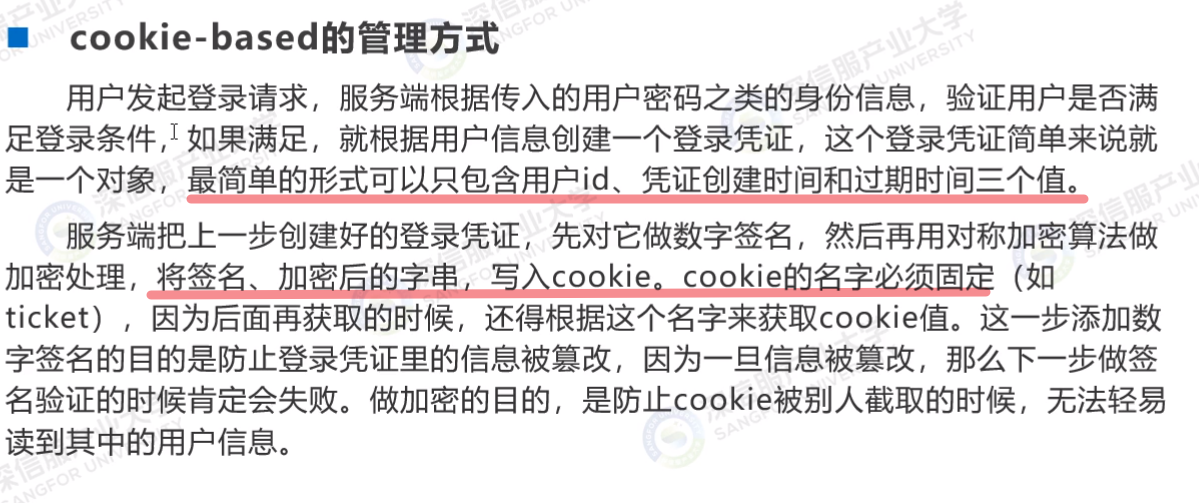 cookie-based的管理方式
用户发起登录请求，服务端根据传入的用户密码之类的身份信息，验证用户是否满
足登录条件，如果满足，就根据用户信息创建一个登录凭证，这个登录凭证简单来说就
是一个对象，最简单的形式可以只包含用户id、凭证创建时间和过期时间三个值。
服务端把上一步创建好的登录凭证，先对它做数字签名，然后再用对称加密算法做
加密处理，将签名、加密后的字串，写入cookie。cookie的名字必须固定（如
ticket），因为后面再获取的时候，还得根据这个名字来获取cookie值。这一步添加数
字签名的目的是防止登录凭证里的信息被篡改，因为一旦信息被篡改，那么下一步做签
名验证的时候肯定会失败。做加密的目的，是防止cookie被别人截取的时候，无法轻易
读到其中的用户信息。
深信服产业大学
SANGFOR UNIVERSITY